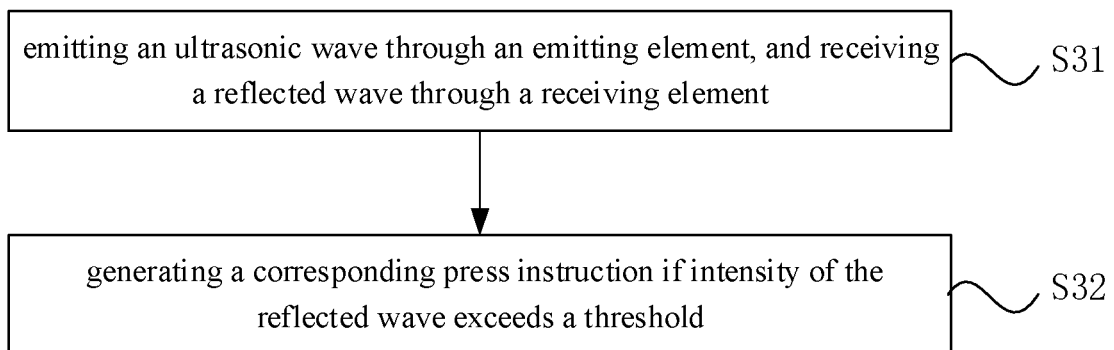 emitting an ultrasonic wave through an emitting element, and receiving
a reflected wave through a receiving element
S31
generating a corresponding press instruction if intensity of the
reflected wave exceeds a threshold
S32